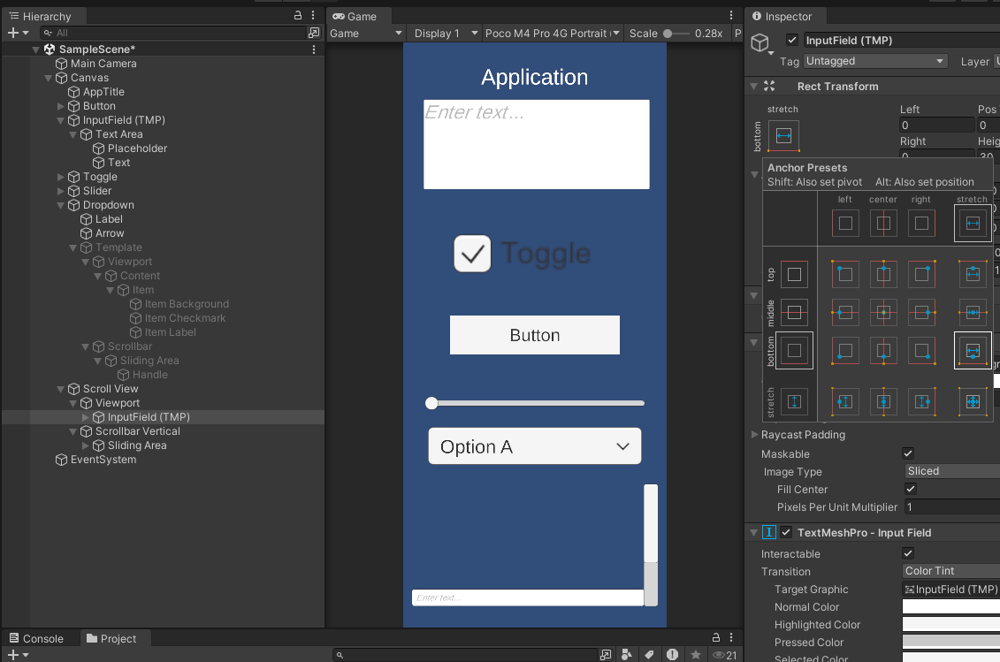 Hierarchy
All
SampleScene*
Main Camera
Canvas
AppTitle
Button
InputField (TMP)
Text Area
Placeholder
Text
Toggle
Slider
Dropdown
Label
Arrow
Template
Viewport
Content
Item
Item Background
Item Checkmark
Item Label
Scrollbar
Sliding Area
Handle
Scroll View
Viewport
InputField (TMP)
Scrollbar Vertical
Sliding Area
EventSystem
Game
Game Display 1 Poco M4 Pro 4G Portrait Scale 0.28x P
Application
Enter text...
Toggle
Button
Option A
Enter text...
Console Project
21
Inspector
InputField (TMP)
Tag Untagged Layer
Rect Transform
stretch
bottom
Left Pos
0 0
Right Heig
0 30
Anchor Presets
Shift: Also set pivot Alt: Also set position
left center right stretch
top
middle
bottom
stretch
Raycast Padding
Maskable
Image Type Sliced
Fill Center
Pixels Per Unit Multiplier 1
TextMeshPro - Input Field
Interactable
Transition Color Tint
Target Graphic InputField (TMP)
Normal Color
Highlighted Color
Pressed Color
Selected Color